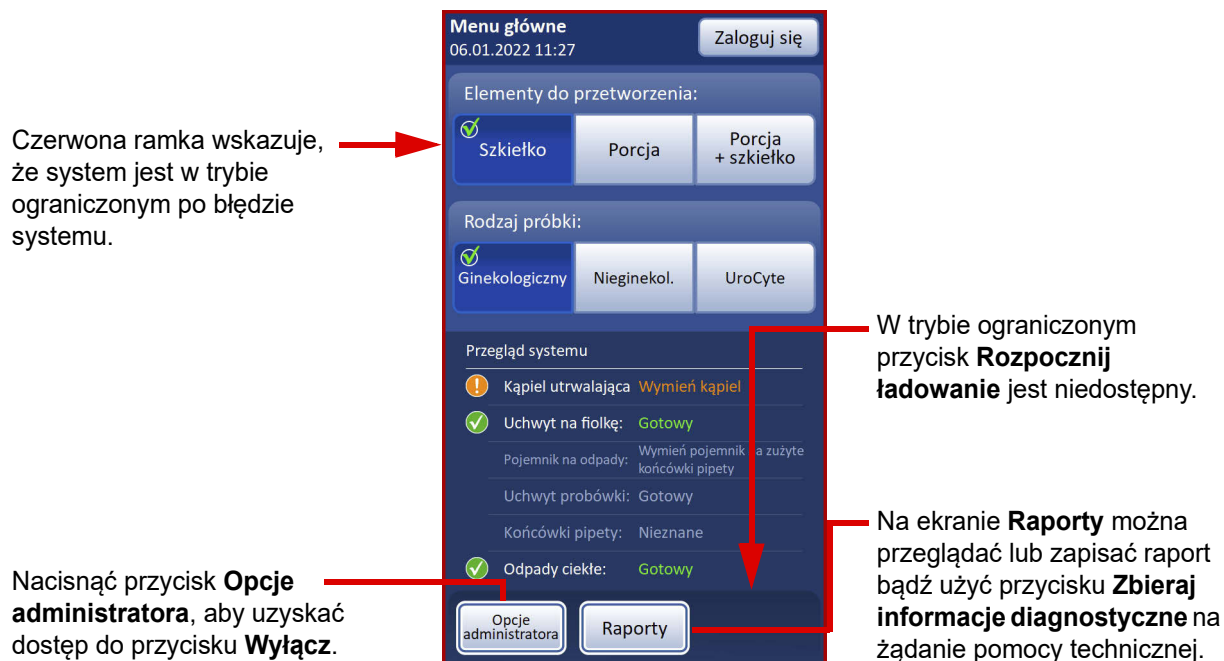 Menu główne
06.01.2022 11:27
Zaloguj się
Elementy do przetworzenia:
Szkiełko
Porcja
Porcja
+ szkiełko
Rodzaj próbki:
Ginekologiczny
Nieginekol.
UroCyte
Przegląd systemu
Kąpiel utrwalająca Wymień kąpiel
Uchwyt na fiolkę: Gotowy
Pojemnik na odpady: Wymień pojemnik na zużyte
końcówki pipety
Uchwyt probówki: Gotowy
Końcówki pipety: Nieznane
Odpady ciekłe: Gotowy
Opcje
administratora
Raporty
Czerwona ramka wskazuje,
że system jest w trybie
ograniczonym po błędzie
systemu.
Nacisnąć przycisk Opcje
administratora, aby uzyskać
dostęp do przycisku Wyłącz.
W trybie ograniczonym
przycisk Rozpocznij
ładowanie jest niedostępny.
Na ekranie Raporty można
przeglądać lub zapisać raport
bądź użyć przycisku Zbieraj
informacje diagnostyczne na
żądanie pomocy technicznej.